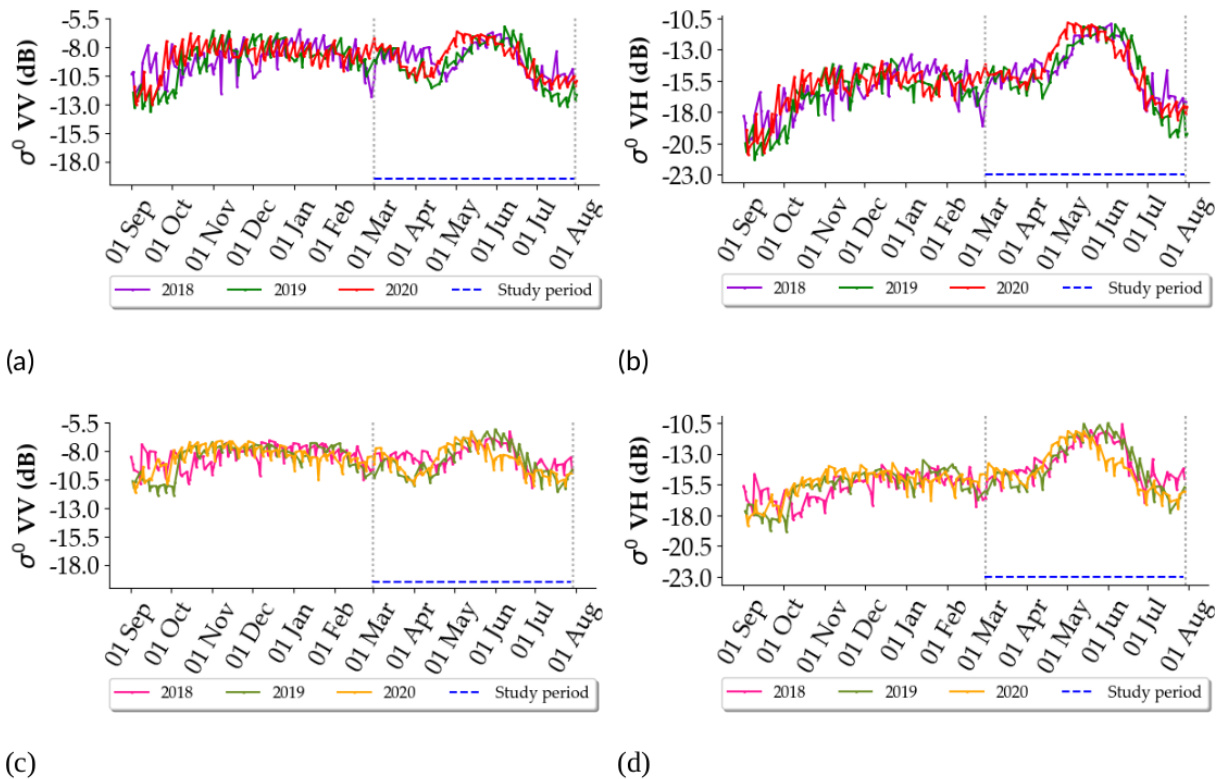 -5.5
-8.0
-10.5
-13.0
-15.5
-18.0
σ⁰ VV (dB)
01 Sep
01 Oct
01 Nov
01 Dec
01 Jan
01 Feb
01 Mar
01 Apr
01 May
01 Jun
01 Jul
01 Aug
2018 2019 2020 Study period
(a)
-10.5
-13.0
-15.5
-18.0
-20.5
-23.0
σ⁰ VH (dB)
01 Sep
01 Oct
01 Nov
01 Dec
01 Jan
01 Feb
01 Mar
01 Apr
01 May
01 Jun
01 Jul
01 Aug
2018 2019 2020 Study period
(b)
-5.5
-8.0
-10.5
-13.0
-15.5
-18.0
σ⁰ VV (dB)
01 Sep
01 Oct
01 Nov
01 Dec
01 Jan
01 Feb
01 Mar
01 Apr
01 May
01 Jun
01 Jul
01 Aug
2018 2019 2020 Study period
(c)
-10.5
-13.0
-15.5
-18.0
-20.5
-23.0
σ⁰ VH (dB)
01 Sep
01 Oct
01 Nov
01 Dec
01 Jan
01 Feb
01 Mar
01 Apr
01 May
01 Jun
01 Jul
01 Aug
2018 2019 2020 Study period
(d)